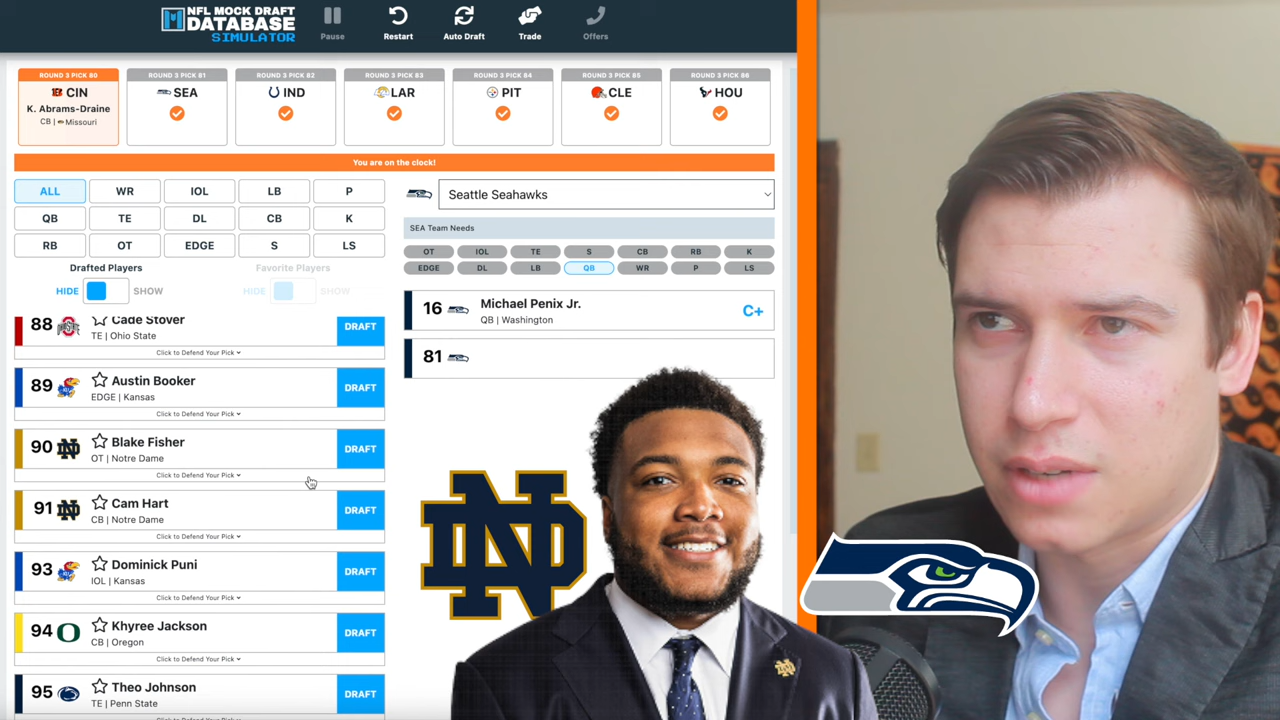 NFL MOCK DRAFT
DATABASE
SIMULATOR
Pause
Restart
Auto Draft
Trade
Offers
ROUND 3 PICK 80
CIN
K. Abrams-Draine
CB | Missouri
ROUND 3 PICK 81
SEA
ROUND 3 PICK 82
IND
ROUND 3 PICK 83
LAR
ROUND 3 PICK 84
PIT
ROUND 3 PICK 85
CLE
ROUND 3 PICK 86
HOU
You are on the clock!
ALL WR IOL LB P
QB TE DL CB K
RB OT EDGE S LS
Drafted Players
HIDE SHOW
Favorite Players
HIDE SHOW
88 Cade Stover DRAFT
TE | Ohio State
Click to Defend Your Pick
89 Austin Booker DRAFT
EDGE | Kansas
Click to Defend Your Pick
90 Blake Fisher DRAFT
OT | Notre Dame
Click to Defend Your Pick
91 Cam Hart DRAFT
CB | Notre Dame
Click to Defend Your Pick
93 Dominick Puni DRAFT
IOL | Kansas
Click to Defend Your Pick
94 Khyree Jackson DRAFT
CB | Oregon
Click to Defend Your Pick
95 Theo Johnson DRAFT
TE | Penn State
Seattle Seahawks
SEA Team Needs
OT IOL TE S CB RB K
EDGE DL LB QB WR P LS
16 Michael Penix Jr. C+
QB | Washington
81
ND